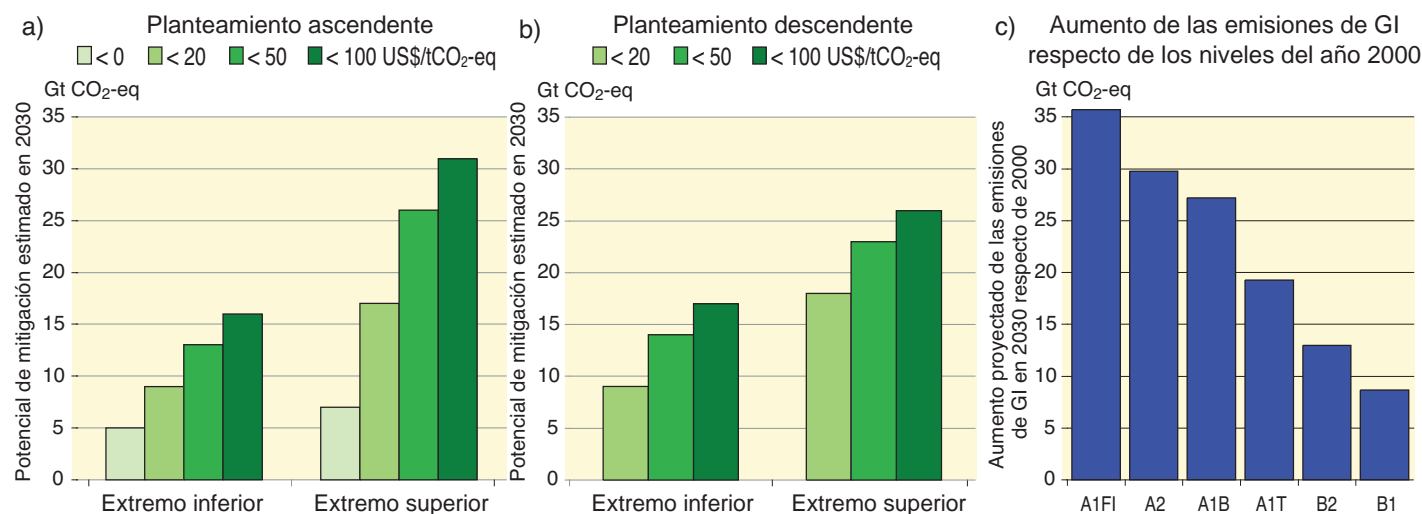 a) Planteamiento ascendente
< 0 < 20 < 50 < 100 US$/tCO₂-eq
Gt CO₂-eq
Potencial de mitigación estimado en 2030
35
30
25
20
15
10
5
0
Extremo inferior Extremo superior
b) Planteamiento descendente
< 20 < 50 < 100 US$/tCO₂-eq
Gt CO₂-eq
Potencial de mitigación estimado en 2030
35
30
25
20
15
10
5
0
Extremo inferior Extremo superior
c) Aumento de las emisiones de GI
respecto de los niveles del año 2000
Gt CO₂-eq
Aumento proyectado de las emisiones
de GI en 2030 respecto de 2000
35
30
25
20
15
10
5
0
A1FI A2 A1B A1T B2 B1